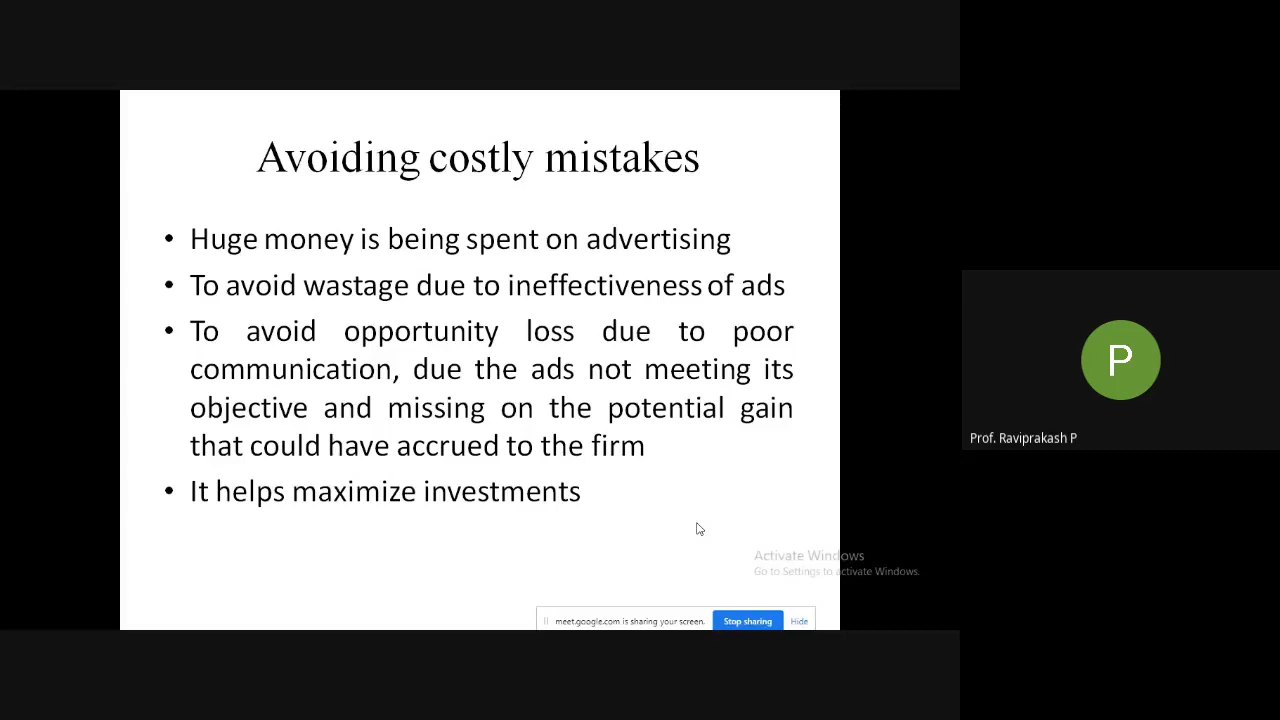 Avoiding costly mistakes
• Huge money is being spent on advertising
• To avoid wastage due to ineffectiveness of ads
• To avoid opportunity loss due to poor
communication, due the ads not meeting its
objective and missing on the potential gain
that could have accrued to the firm
• It helps maximize investments
Activate Windows
Go to Settings to activate Windows.
meet.google.com is sharing your screen.
Stop sharing
Hide
P
Prof. Raviprakash P